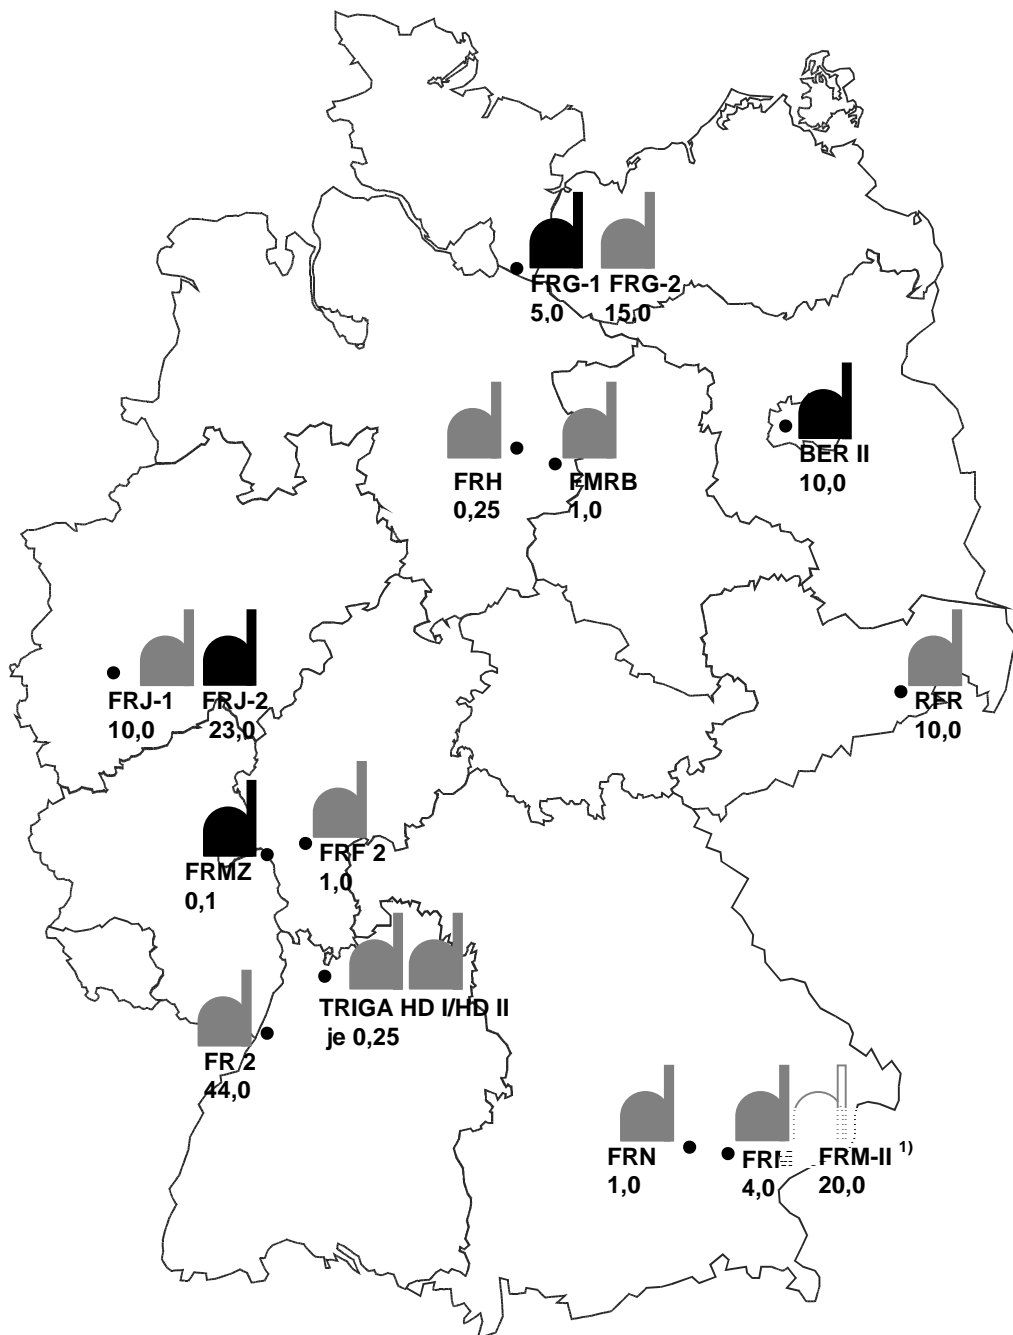 FRG-1 FRG-2
5,0 15,0
FRH FMRB
0,25 1,0
BER II
10,0
FRJ-1 FRJ-2
10,0 23,0
RFR
10,0
FRF 2
1,0
FRMZ
0,1
TRIGA HD I/HD II
je 0,25
FR 2
44,0
FRN
1,0
4,0
FRM-II 1)
20,0